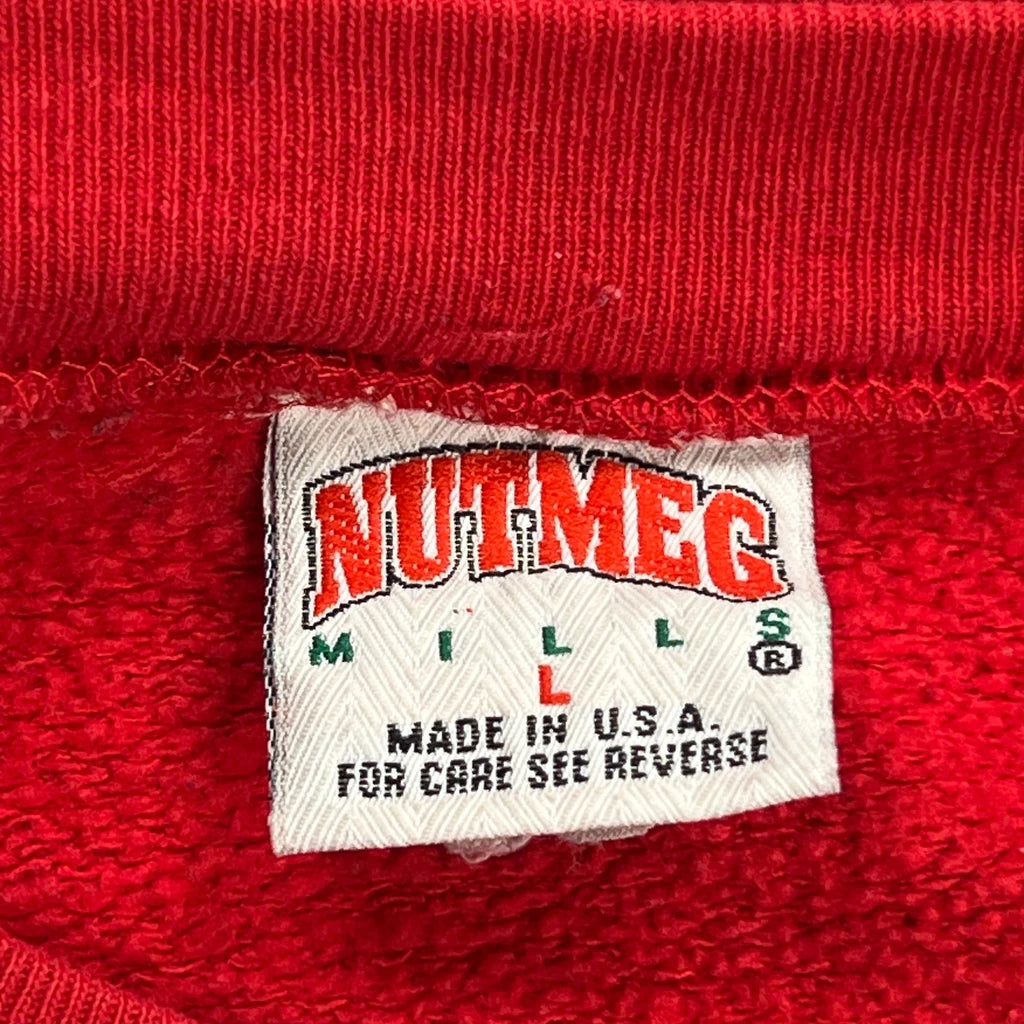 NUTMEG
MILLS
®
L
MADE IN U.S.A.
FOR CARE SEE REVERSE